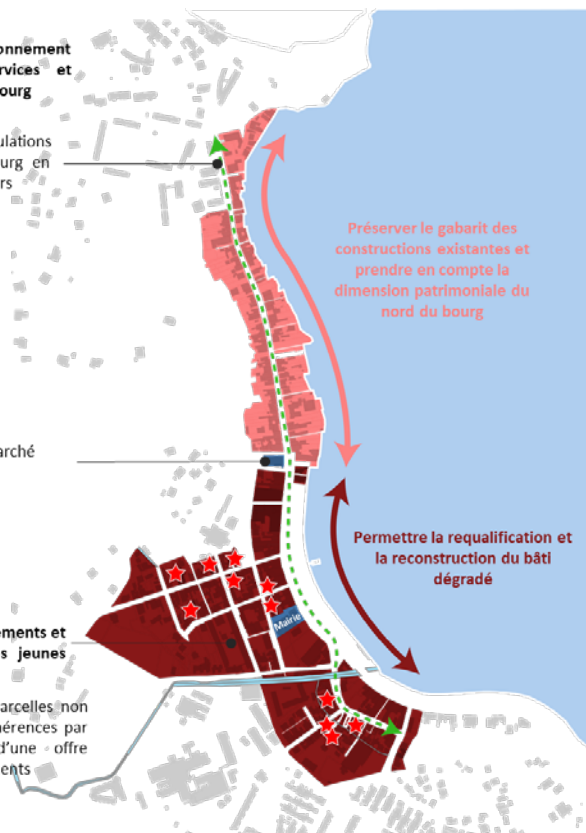 onnement
rvices et
ourg
ulations
urg en
rs
Préserver le gabarit des
constructions existantes et
prendre en compte la
dimension patrimoniale du
nord du bourg
arché
Permettre la requalification et
la reconstruction du bâti
dégradé
Mairie
ements et
s jeunes
arcelles non
hérences par
d'une offre
ents